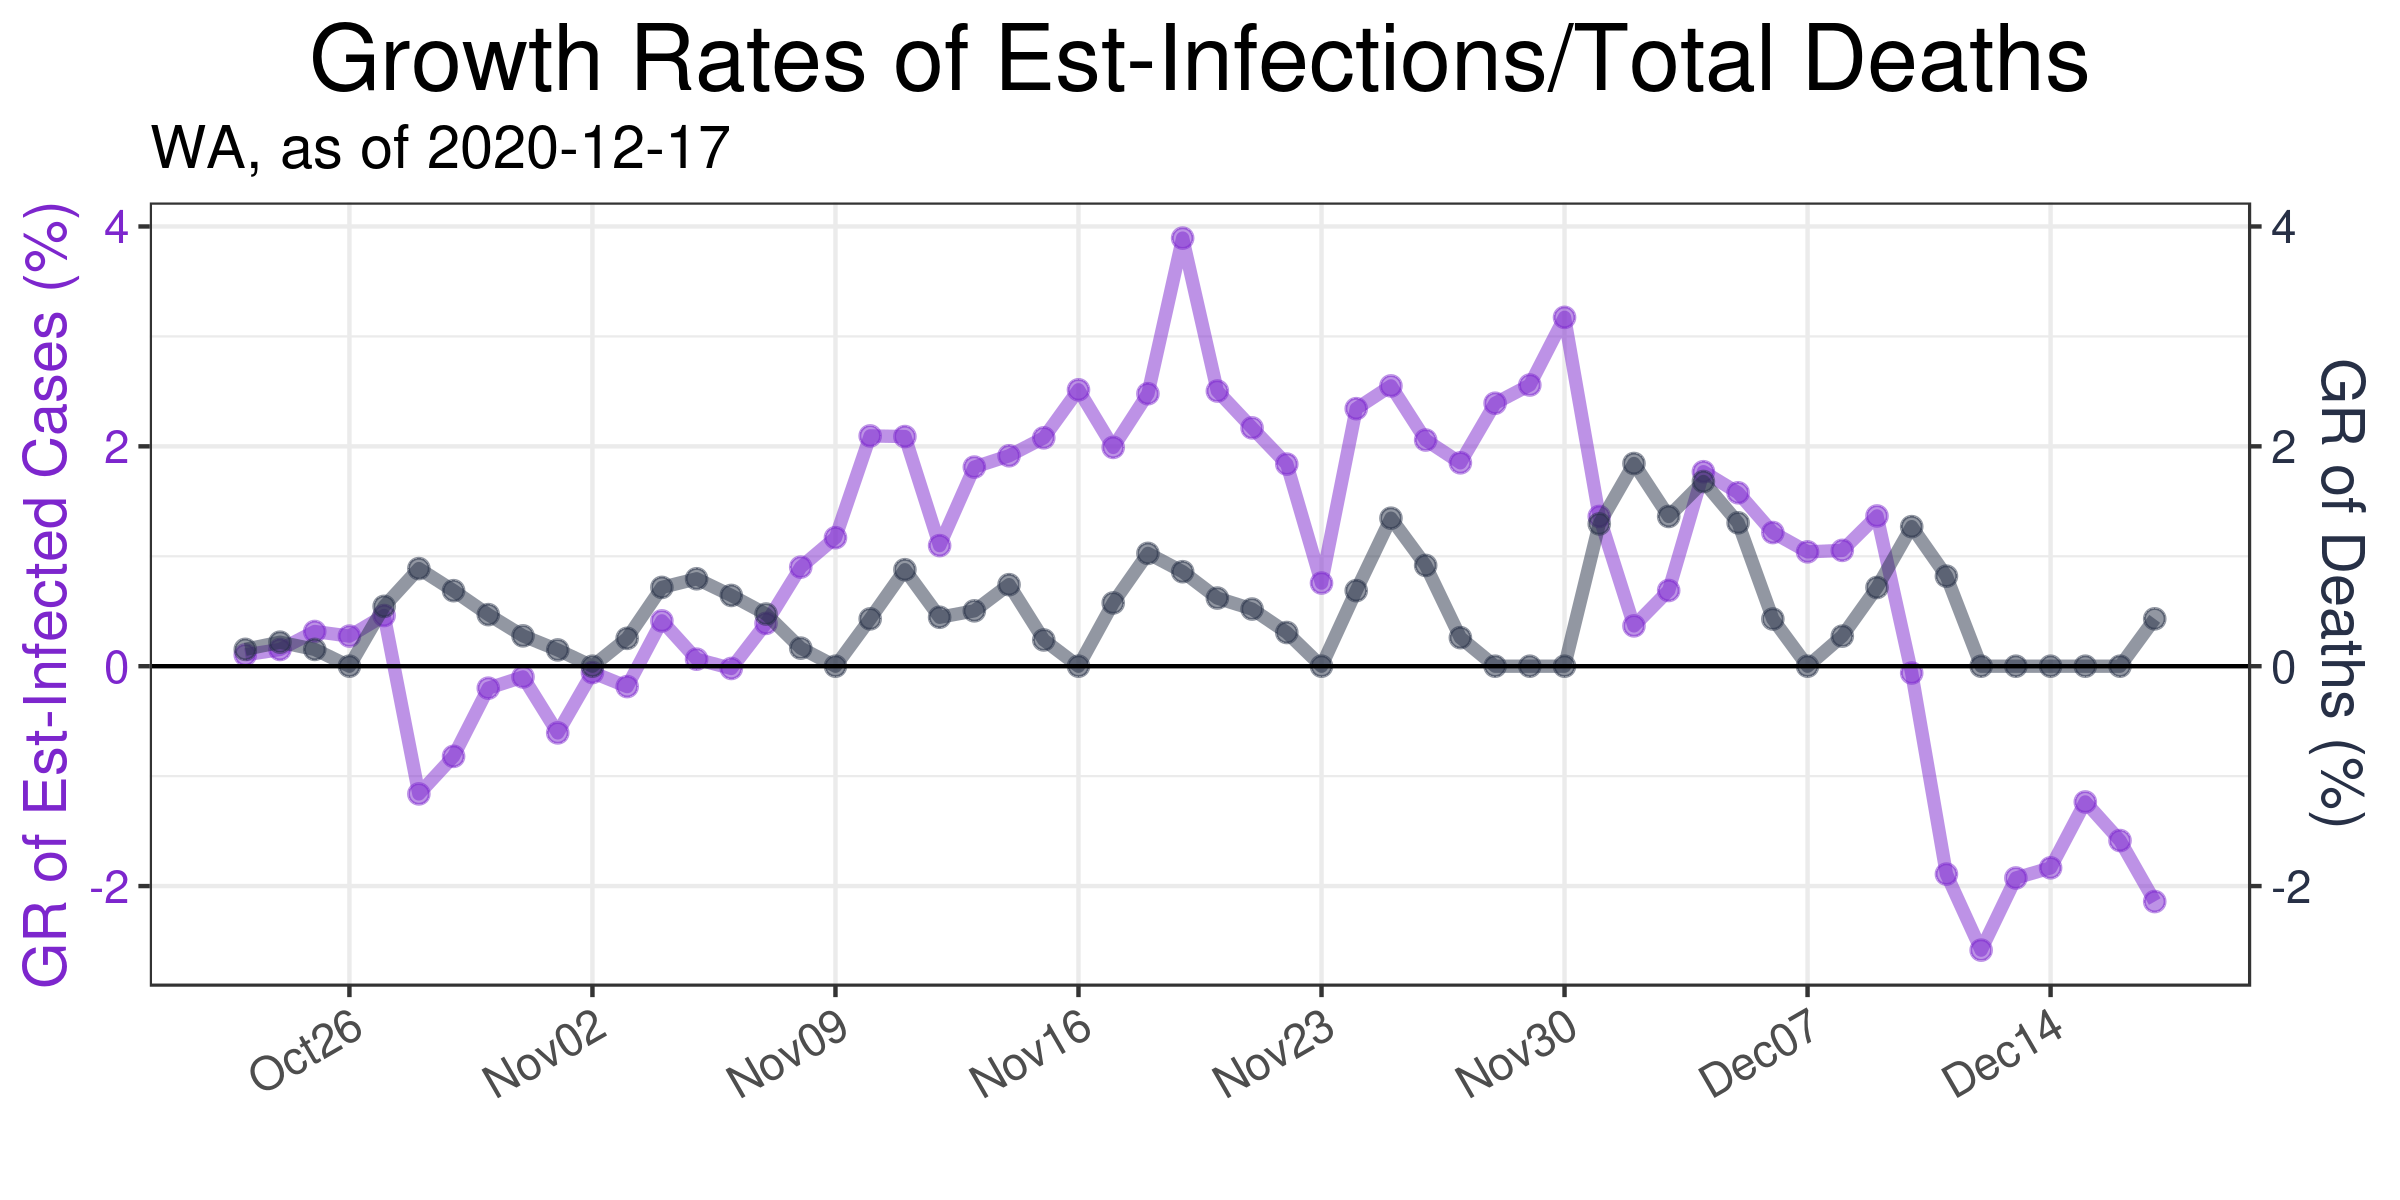 Growth Rates of Est-Infections/Total Deaths
WA, as of 2020-12-17
GR of Est-Infected Cases (%)
4
2
0
-2
4
2
0
-2
GR of Deaths (%)
Oct26
Nov02
Nov09
Nov16
Nov23
Nov30
Dec07
Dec14